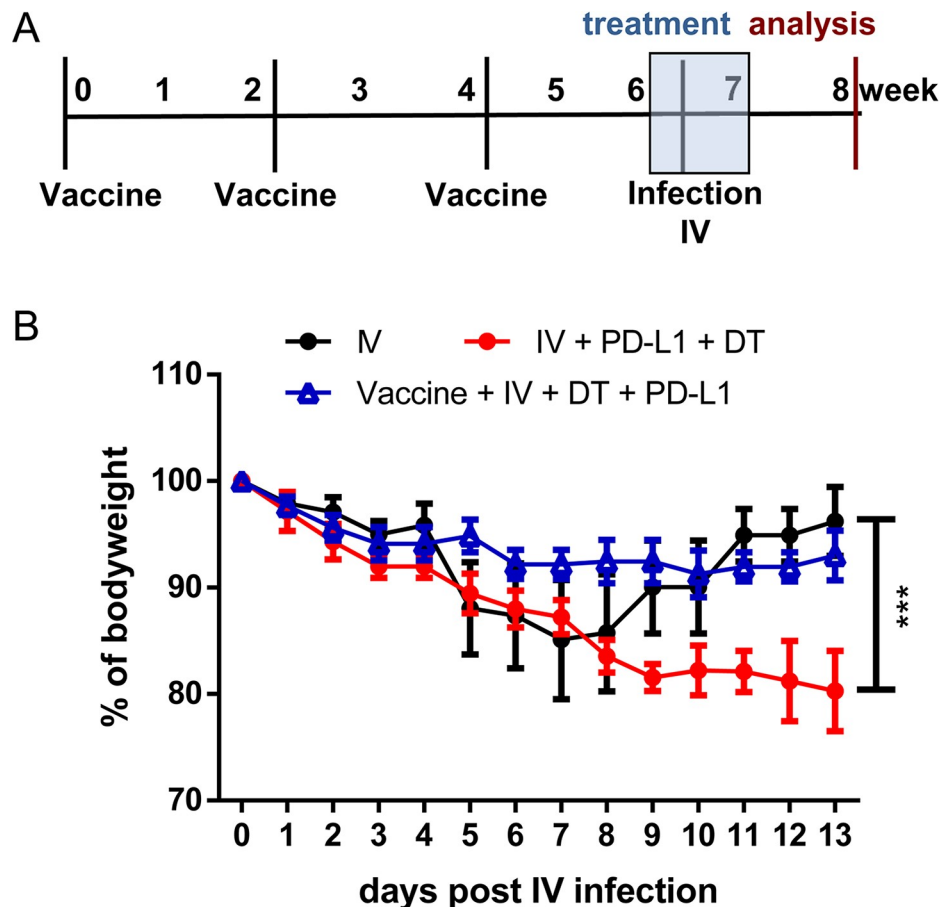 A
treatment analysis
0 1 2 3 4 5 6 7 8 week
Vaccine Vaccine Vaccine Infection
IV
B
IV IV + PD-L1 + DT
Vaccine + IV + DT + PD-L1
% of bodyweight
110
100
90
80
70
***
0 1 2 3 4 5 6 7 8 9 10 11 12 13
days post IV infection